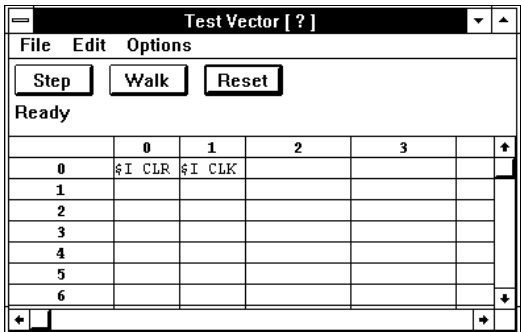 Test Vector [ ? ]
File Edit Options
Step Walk Reset
Ready
0 1 2 3
0 $I CLR $I CLK
1
2
3
4
5
6